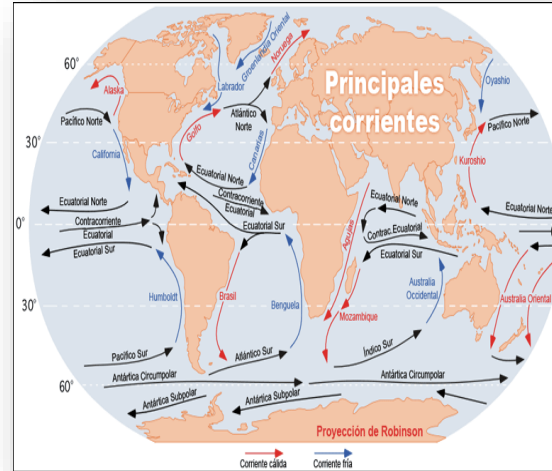 Principales
corrientes
60°
30°
0°
30°
60°
Alaska
Pacífico Norte
California
Labrador
Groenlandia Oriental
Noruega
Golfo
Atlántico
Norte
Canarias
Oyashio
Pacífico Norte
Kuroshio
Ecuatorial Norte
Contracorriente
Ecuatorial
Ecuatorial Sur
Ecuatorial Norte
Contracorriente
Ecuatorial
Ecuatorial Sur
Ecuatorial Norte
Contrac.Ecuatorial
Ecuatorial Sur
Ecuatorial Norte
Agujas
Mozambique
Humboldt
Brasil
Benguela
Australia
Occidental
Australia Oriental
Pacífico Sur
Atlántico Sur
Índico Sur
Antártica Circumpolar
Antártica Circumpolar
Antártica Subpolar
Antártica Subpolar
Proyección de Robinson
Corriente cálida
Corriente fría